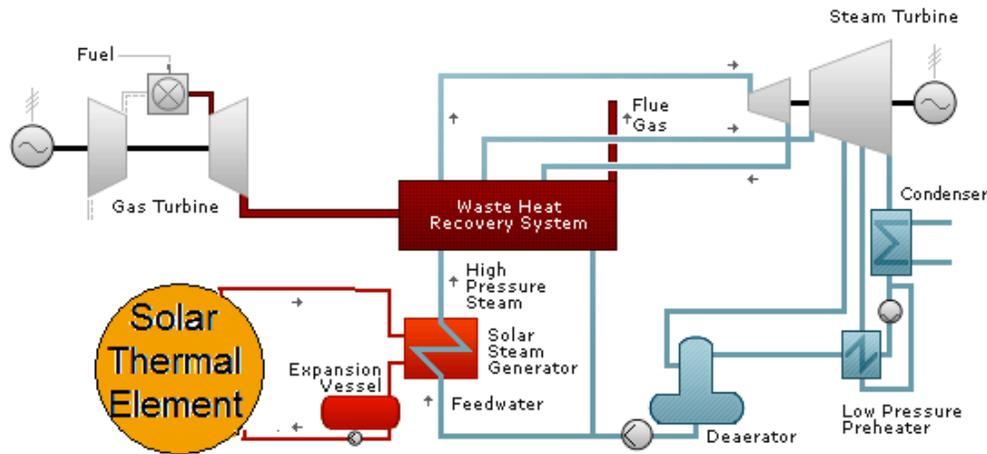 Steam Turbine
Fuel
Flue
Gas
Gas Turbine
Waste Heat
Recovery System
Condenser
High
Pressure
Steam
Solar
Thermal
Element
Solar
Steam
Generator
Expansion
Vessel
Feedwater
Low Pressure
Preheater
Deaerator